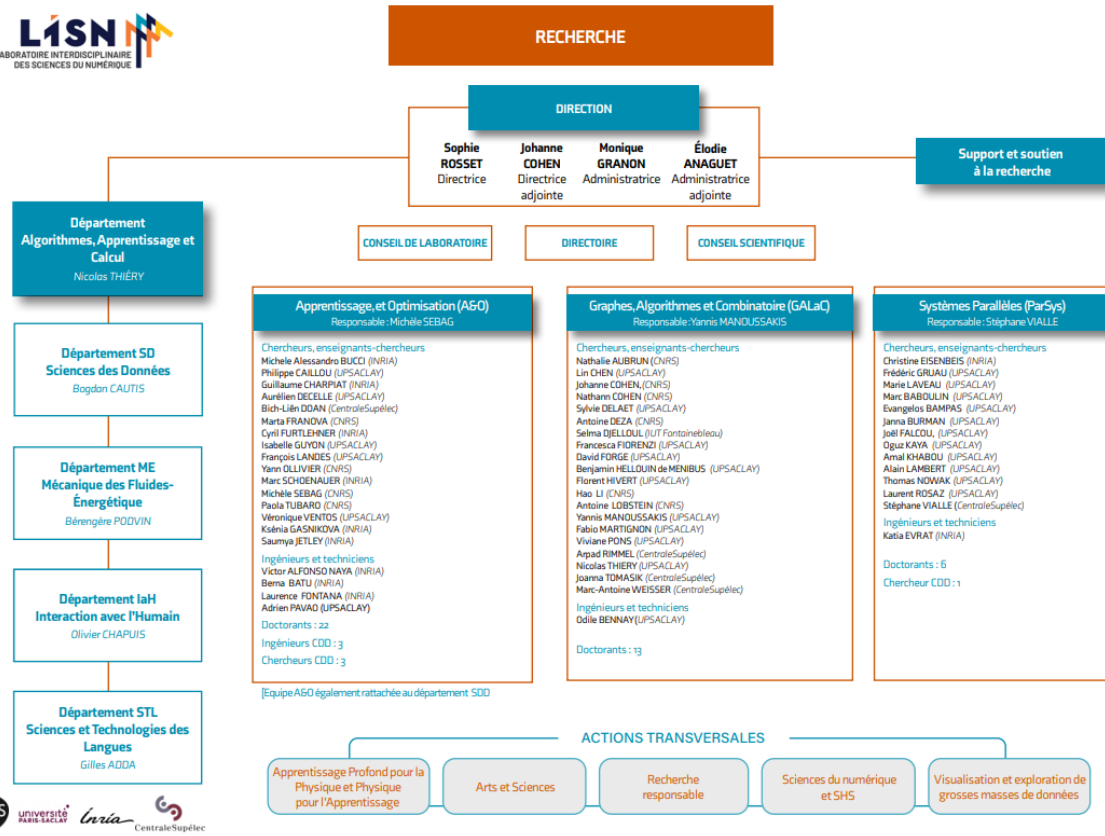 LISN
LABORATOIRE INTERDISCIPLINAIRE
DES SCIENCES DU NUMÉRIQUE
RECHERCHE
DIRECTION
Sophie
ROSSET
Directrice
Johanne
COHEN
Directrice
adjointe
Monique
GRANON
Administratrice
Élodie
ANAGUET
Administratrice
adjointe
Support et soutien
à la recherche
CONSEIL DE LABORATOIRE
DIRECTOIRE
CONSEIL SCIENTIFIQUE
Département
Algorithmes, Apprentissage et
Calcul
Nicolas THIÉRY
Département SD
Sciences des Données
Bogdan CAUTIS
Département ME
Mécanique des Fluides-
Énergétique
Bérengère PODVIN
Département IaH
Interaction avec l'Humain
Olivier CHAPUIS
Département STL
Sciences et Technologies des
Langues
Gilles ADDA
Apprentissage, et Optimisation (A&O)
Responsable : Michèle SEBAG
Chercheurs, enseignants-chercheurs
Michele Alessandro BUCCI (INRIA)
Philippe CAILLOU (UPSACLAY)
Guillaume CHARPIAT (INRIA)
Aurélien DECELLE (UPSACLAY)
Bich-Liên DOAN (CentraleSupélec)
Marta FRANOVA (CNRS)
Cyril FURTLEHNER (INRIA)
Isabelle GUYON (UPSACLAY)
François LANDES (UPSACLAY)
Yann OLLIVIER (CNRS)
Marc SCHOENAUER (INRIA)
Michèle SEBAG (CNRS)
Paola TUBARO (CNRS)
Véronique VENTOS (UPSACLAY)
Ksénia GASNIKOVA (INRIA)
Saumya JETLEY (INRIA)
Ingénieurs et techniciens
Victor ALFONSO NAYA (INRIA)
Berna BATU (INRIA)
Laurence FONTANA (INRIA)
Adrien PAVAO (UPSACLAY)
Doctorants : 22
Ingénieurs CDD : 3
Chercheurs CDD : 3
[Equipe A&O également rattachée au département SDD
Graphes, Algorithmes et Combinatoire (GALaC)
Responsable : Yannis MANOUSSAKIS
Chercheurs, enseignants-chercheurs
Nathalie AUBRUN (CNRS)
Lin CHEN (UPSACLAY)
Johanne COHEN, (CNRS)
Nathann COHEN (CNRS)
Sylvie DELAET (UPSACLAY)
Antoine DEZA (CNRS)
Selma DJELLOUL (IUT Fontainebleau)
Francesca FIORENZI (UPSACLAY)
David FORGE (UPSACLAY)
Benjamin HELLOUIN de MENIBUS (UPSACLAY)
Florent HIVERT (UPSACLAY)
Hao LI (CNRS)
Antoine LOBSTEIN (CNRS)
Yannis MANOUSSAKIS (UPSACLAY)
Fabio MARTIGNON (UPSACLAY)
Viviane PONS (UPSACLAY)
Arpad RIMMEL (CentraleSupélec)
Nicolas THIERY (UPSACLAY)
Joanna TOMASIK (CentraleSupélec)
Marc-Antoine WEISSER (CentraleSupélec)
Ingénieurs et techniciens
Odile BENNAY(UPSACLAY)
Doctorants : 13
Systèmes Parallèles (ParSys)
Responsable : Stéphane VIALLE
Chercheurs, enseignants-chercheurs
Christine EISENBEIS (INRIA)
Frédéric GRUAU (UPSACLAY)
Marie LAVEAU (UPSACLAY)
Marc BABOULIN (UPSACLAY)
Evangelos BAMPAS (UPSACLAY)
Janna BURMAN (UPSACLAY)
Joël FALCOU, (UPSACLAY)
Oguz KAYA (UPSACLAY)
Amal KHABOU (UPSACLAY)
Alain LAMBERT (UPSACLAY)
Thomas NOWAK (UPSACLAY)
Laurent ROSAZ (UPSACLAY)
Stéphane VIALLE (CentraleSupélec)
Ingénieurs et techniciens
Katia EVRAT (INRIA)
Doctorants : 6
Chercheur CDD : 1
ACTIONS TRANSVERSALES
Apprentissage Profond pour la
Physique et Physique
pour l'Apprentissage
Arts et Sciences
Recherche
responsable
Sciences du numérique
et SHS
Visualisation et exploration de
grosses masses de données
université
PARIS-SACLAY
Inria
CentraleSupélec